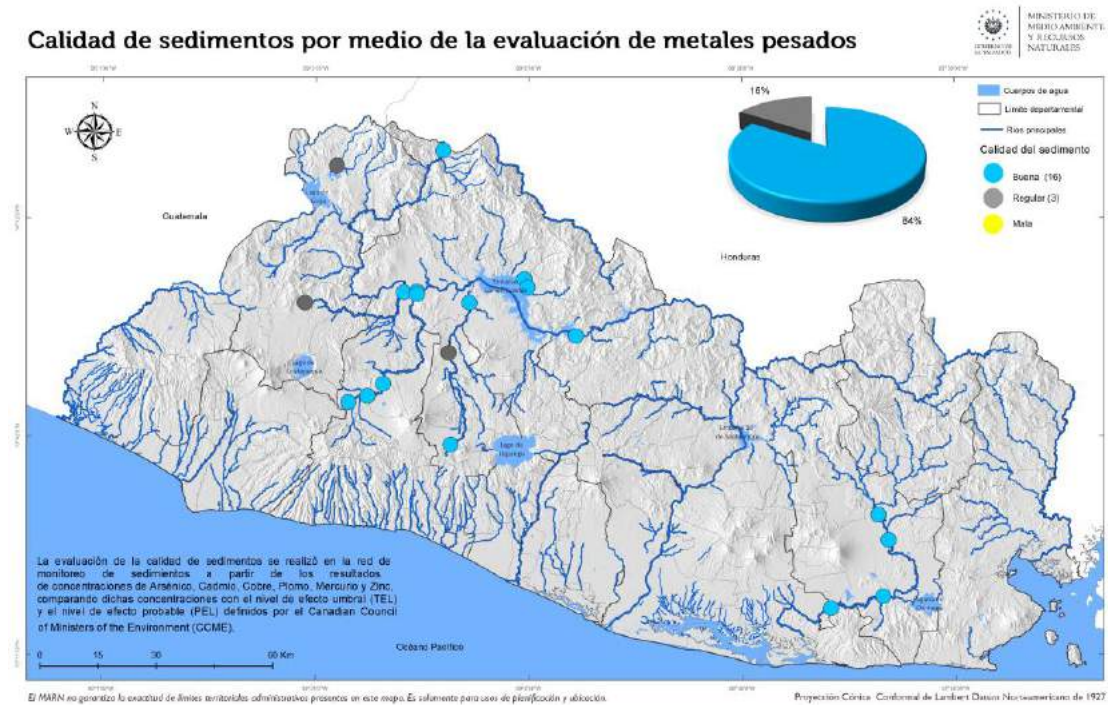 Calidad de sedimentos por medio de la evaluación de metales pesados
MINISTERIO DE
MEDIO AMBIENTE
Y RECURSOS
NATURALES
GOBIERNO DE
EL SALVADOR
N
W E
S
16%
84%
Cuerpos de agua
Límite departamental
Ríos principales
Calidad del sedimento
Buena (16)
Regular (3)
Mala
Guatemala
Honduras
Lago de
Lago de
Ilopango
Océano Pacífico
La evaluación de la calidad de sedimentos se realizó en la red de
monitoreo de sedimientos a partir de los resultados
de concentraciones de Arsénico, Cadmio, Cobre, Plomo, Mercurio y Zinc,
comparando dichas concentraciones con el nivel de efecto umbral (TEL)
y el nivel de efecto probable (PEL) definidos por el Canadian Council
of Ministers of the Environment (CCME).
0 15 30 60 Km
El MARN no garantiza la exactitud de límites territoriales administrativos presentes en este mapa. Es solamente para usos de planificación y ubicación.
Proyección Cónica Conformal de Lambert Datum Norteamericano de 1927